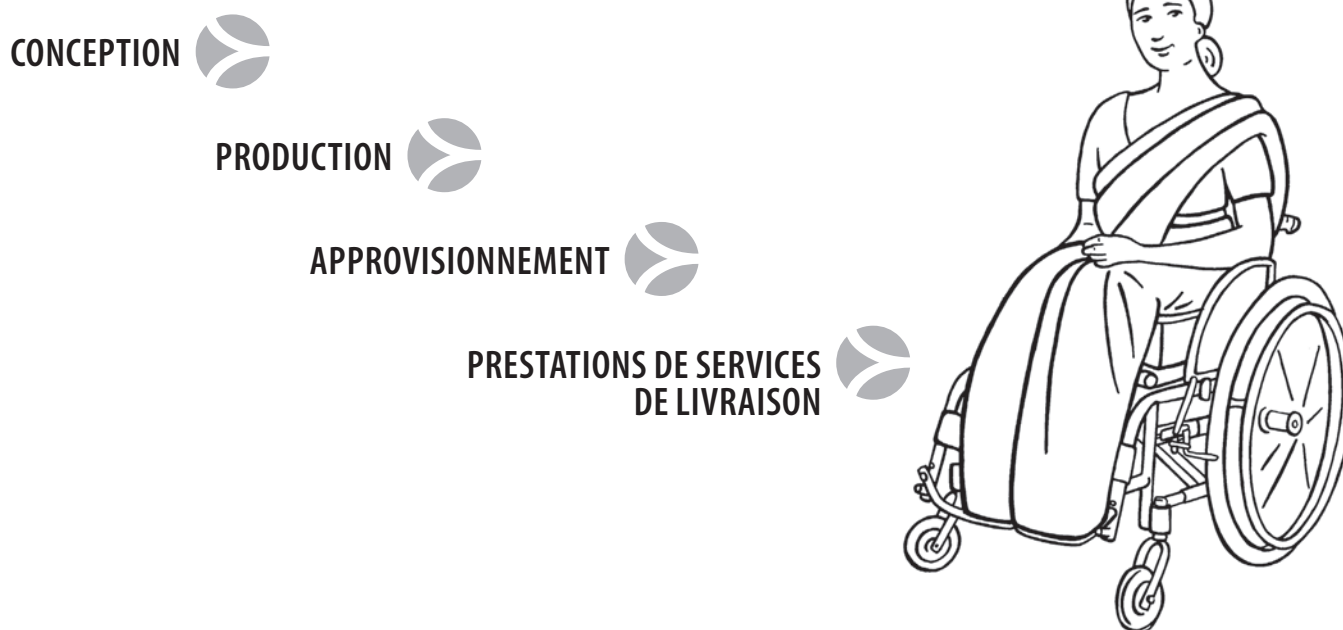 CONCEPTION
PRODUCTION
APPROVISIONNEMENT
PRESTATIONS DE SERVICES
DE LIVRAISON